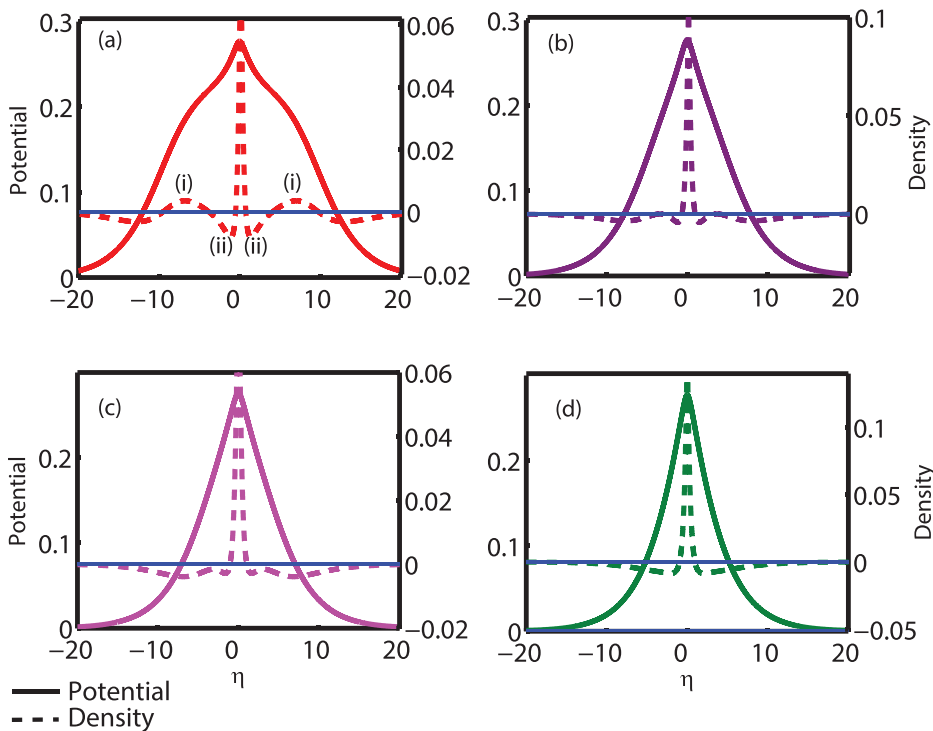 0.3 (a) 0.06 0.3 (b) 0.1
0.2 0.04 0.2
Potential 0.02 0.05 Density
0.1 (i) (i) 0.1
0 0
(ii) (ii)
0 −0.02 0
−20 −10 0 10 20 −20 −10 0 10 20
0.06
(c) (d)
0.04 0.1
0.2 0.2
Potential 0.02 0.05 Density
0.1 0 0.1 0
0 −0.02 0 −0.05
−20 −10 0 10 20 −20 −10 0 10 20
η η
Potential
Density